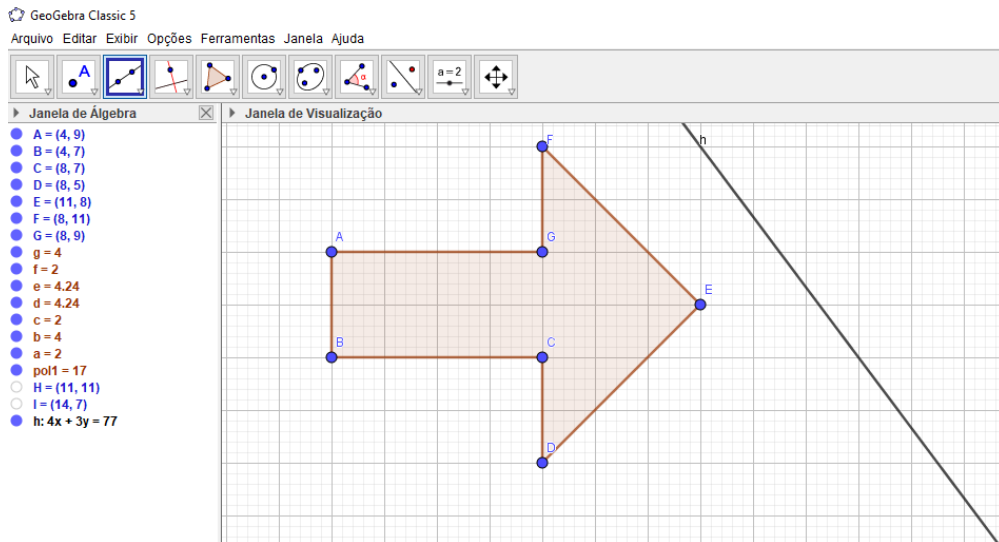 GeoGebra Classic 5
Arquivo Editar Exibir Opções Ferramentas Janela Ajuda
A
α
a=2
Janela de Álgebra
Janela de Visualização
A = (4, 9)
B = (4, 7)
C = (8, 7)
D = (8, 5)
E = (11, 8)
F = (8, 11)
G = (8, 9)
g = 4
f = 2
e = 4.24
d = 4.24
c = 2
b = 4
a = 2
pol1 = 17
H = (11, 11)
I = (14, 7)
h: 4x + 3y = 77
F
h
A
G
E
B
C
D